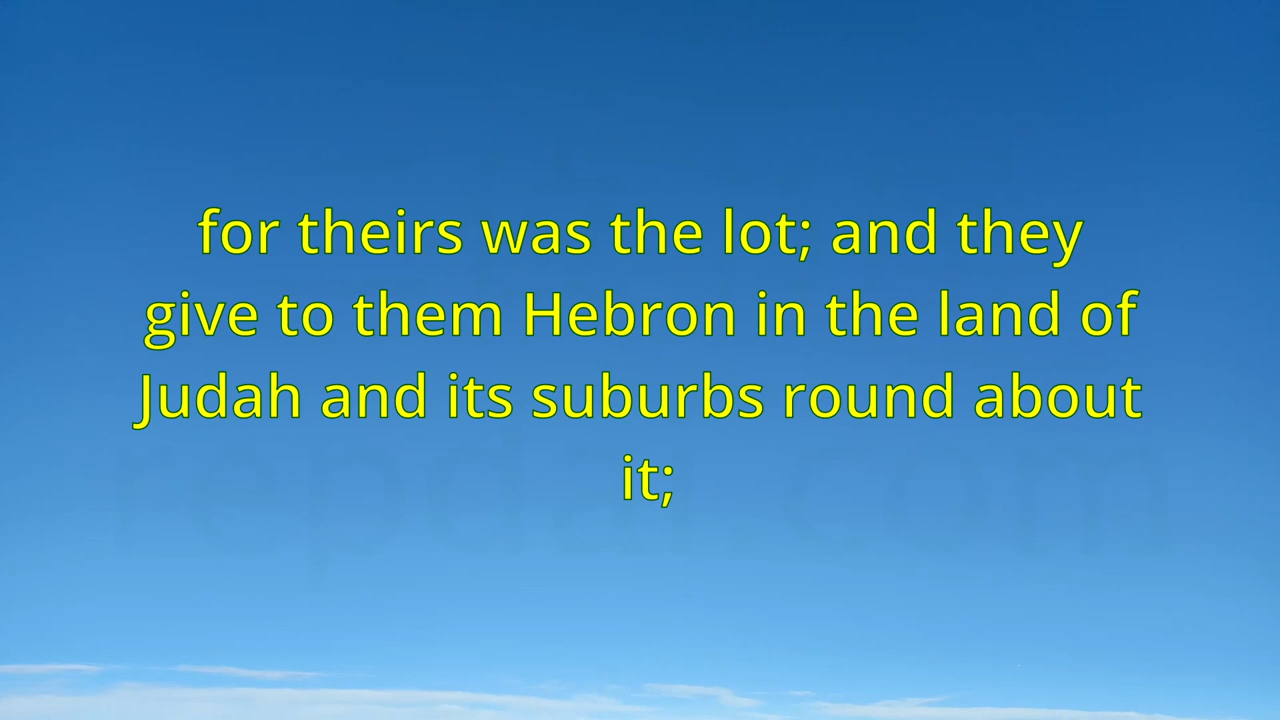 for theirs was the lot; and they
give to them Hebron in the land of
Judah and its suburbs round about
it;